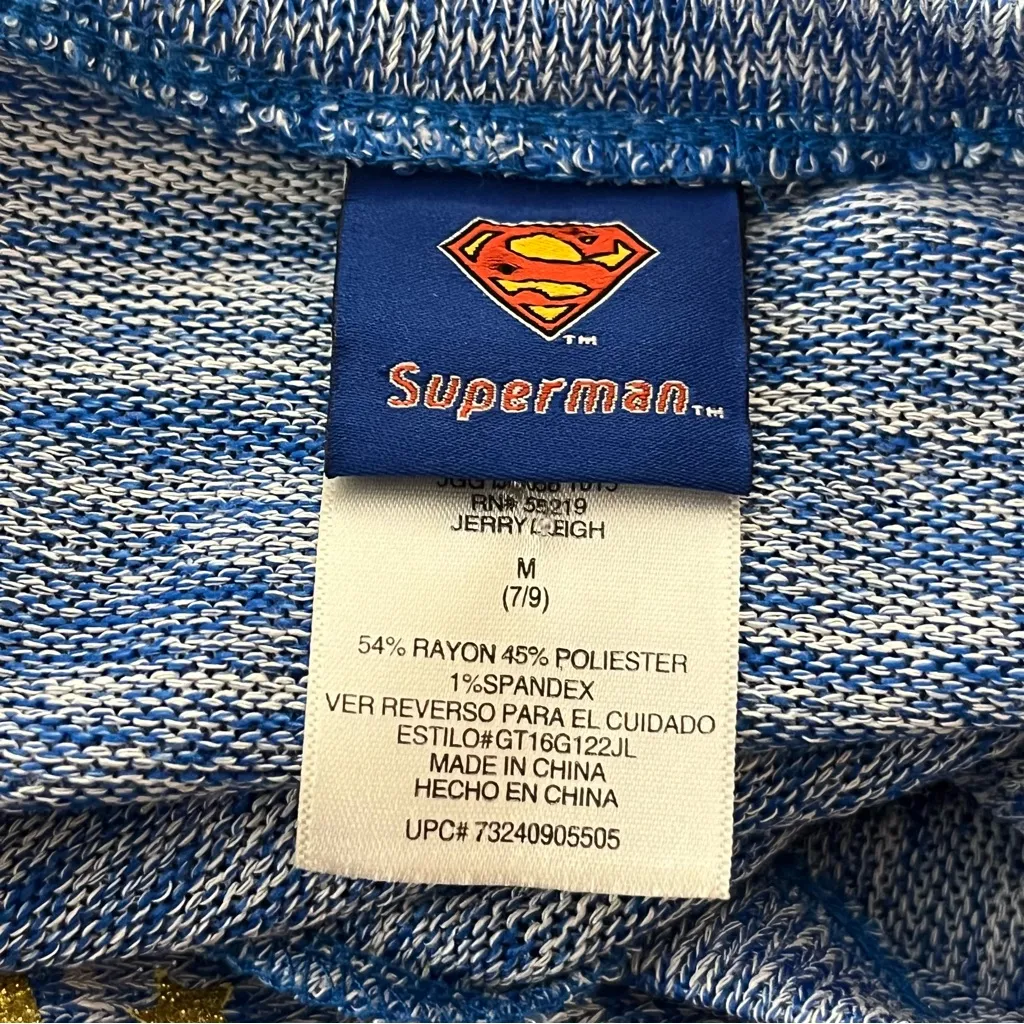 TM
Superman TM
RN# 55219
JERRY LEIGH
M
(7/9)
54% RAYON 45% POLIESTER
1%SPANDEX
VER REVERSO PARA EL CUIDADO
ESTILO#GT16G122JL
MADE IN CHINA
HECHO EN CHINA
UPC# 73240905505